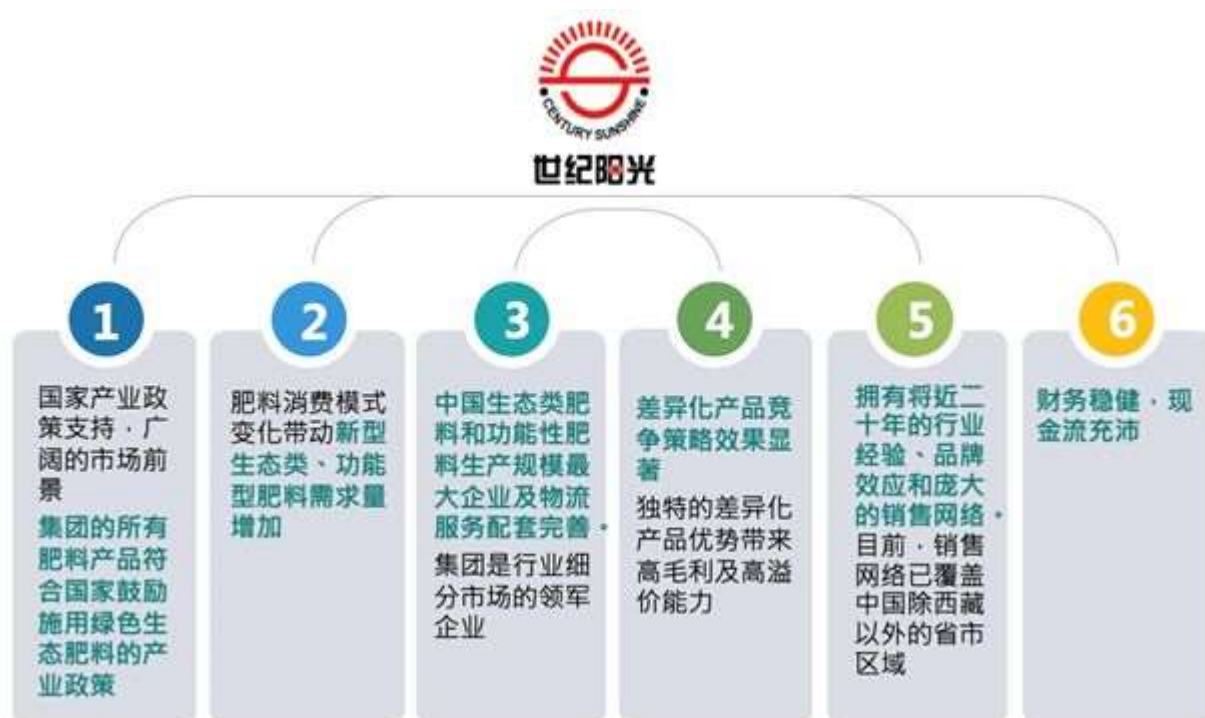 CENTURY SUNSHINE
世纪阳光
1
国家产业政
策支持，广
阔的市场前
景
集团的所有
肥料产品符
合国家鼓励
施用绿色生
态肥料的产
业政策
2
肥料消费模式
变化带动新型
生态类、功能
型肥料需求量
增加
3
中国生态类肥
料和功能性肥
料生产规模最
大企业及物流
服务配套完善。
集团是行业细
分市场的领军
企业
4
差异化产品竞
争策略效果显
著
独特的差异化
产品优势带来
高毛利及高溢
价能力
5
拥有将近二
十年的行业
经验、品牌
效应和庞大
的销售网络。
目前，销售
网络已覆盖
中国除西藏
以外的省市
区域
6
财务稳健，现
金流充沛